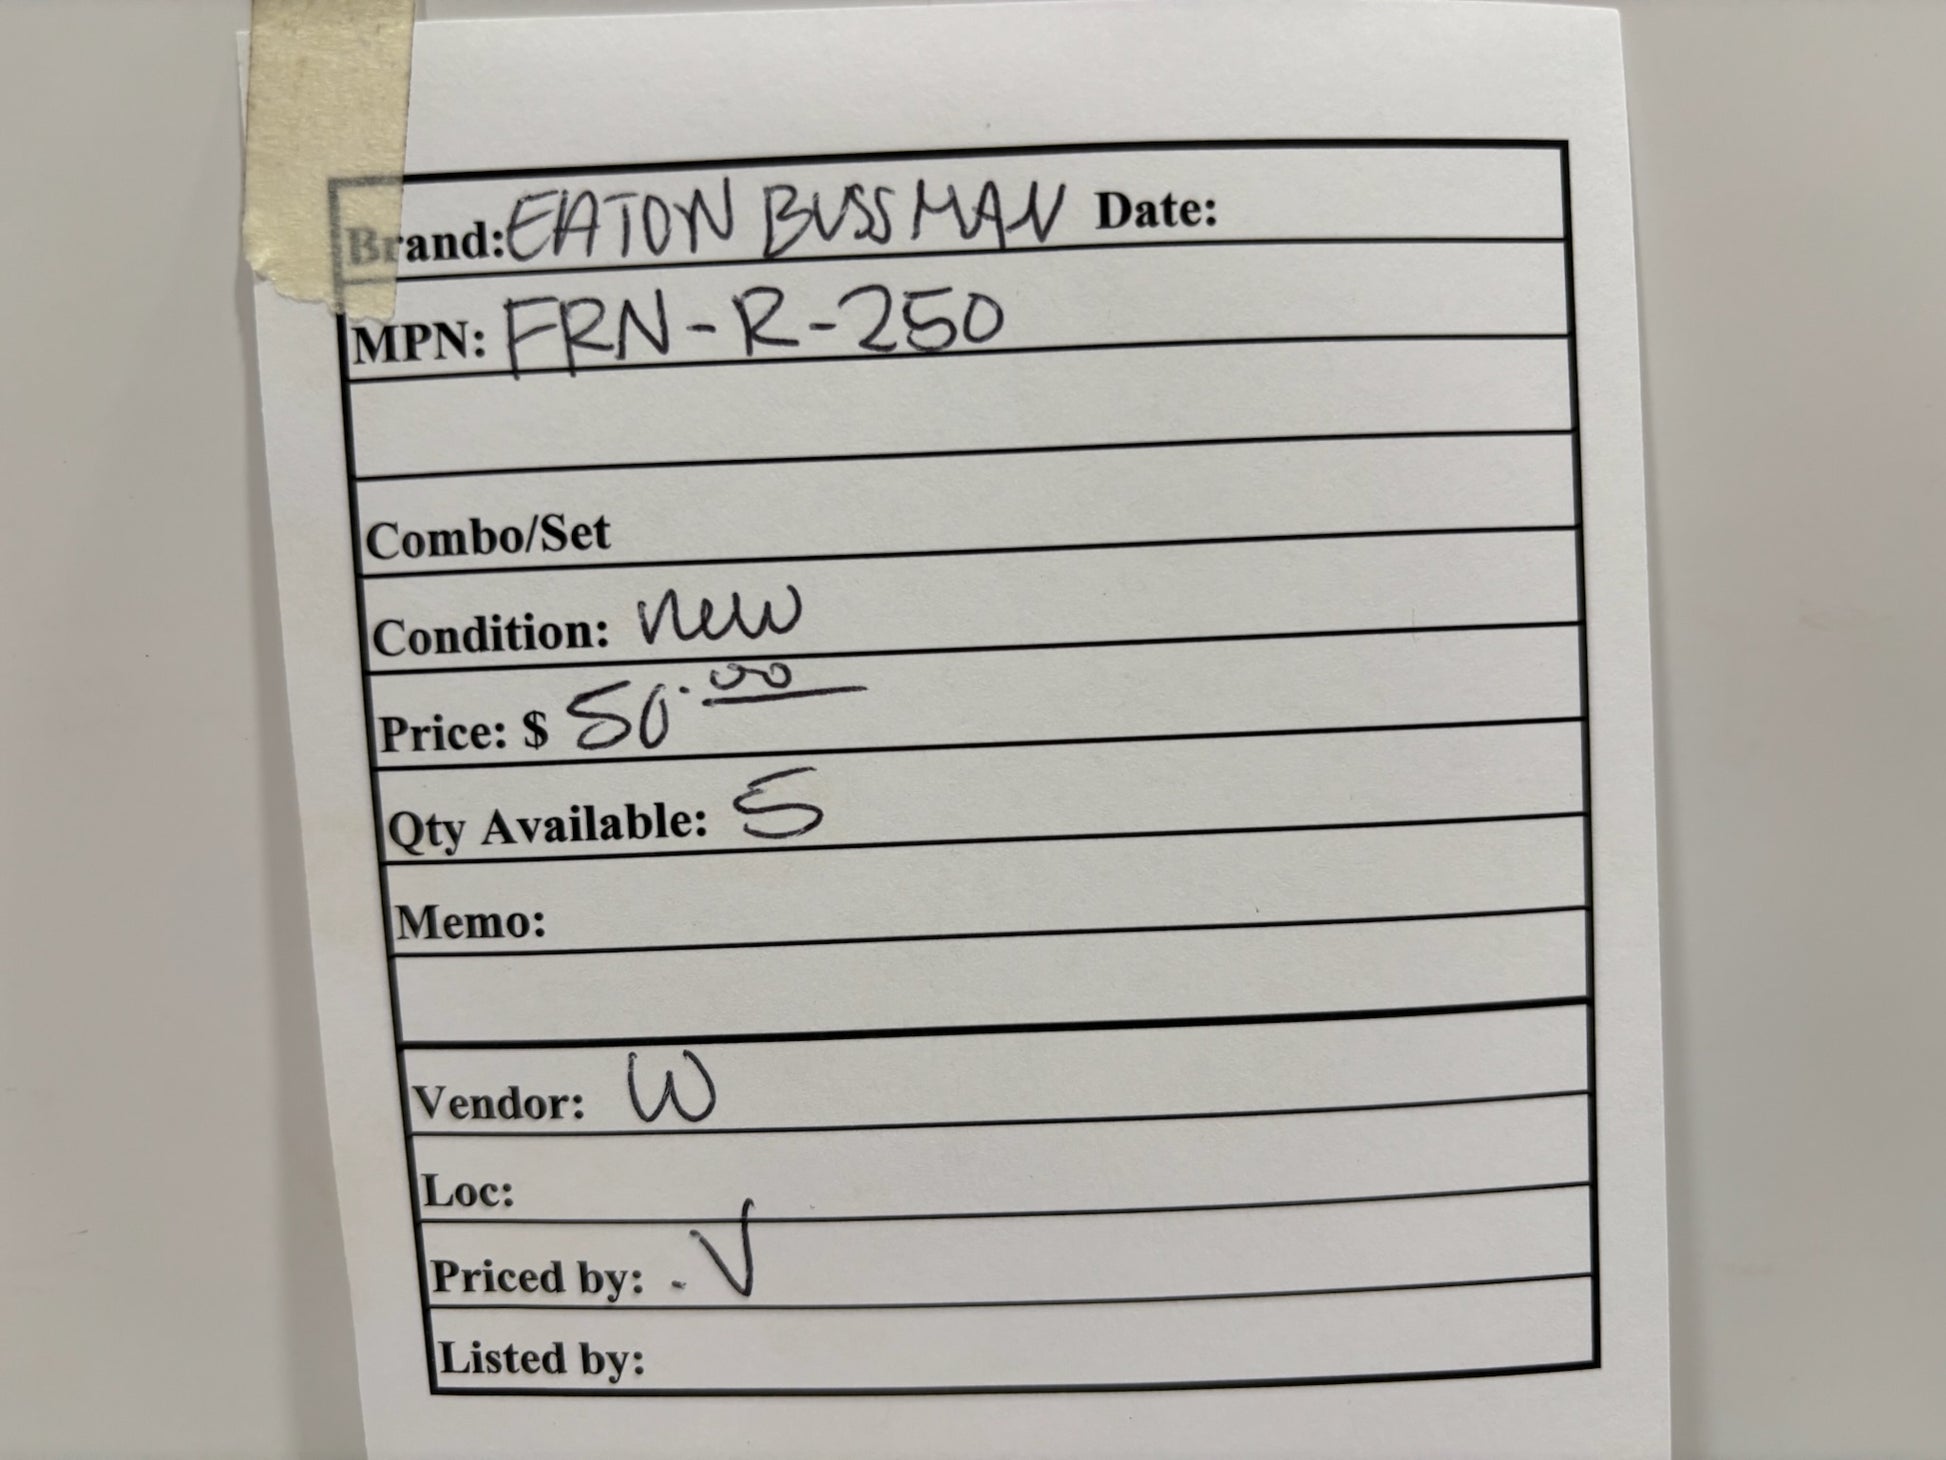 Brand: EATON BUSSMAN Date:
MPN: FRN-R-250
Combo/Set
Condition: new
Price: $ 50.00
Qty Available: 5
Memo:
Vendor: W
Loc:
Priced by: . V
Listed by: